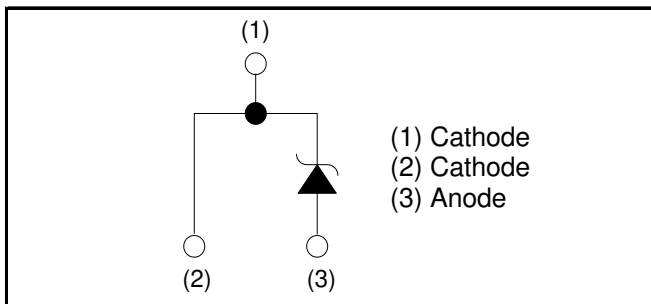 (1)
(1) Cathode
(2) Cathode
(3) Anode
(2)
(3)